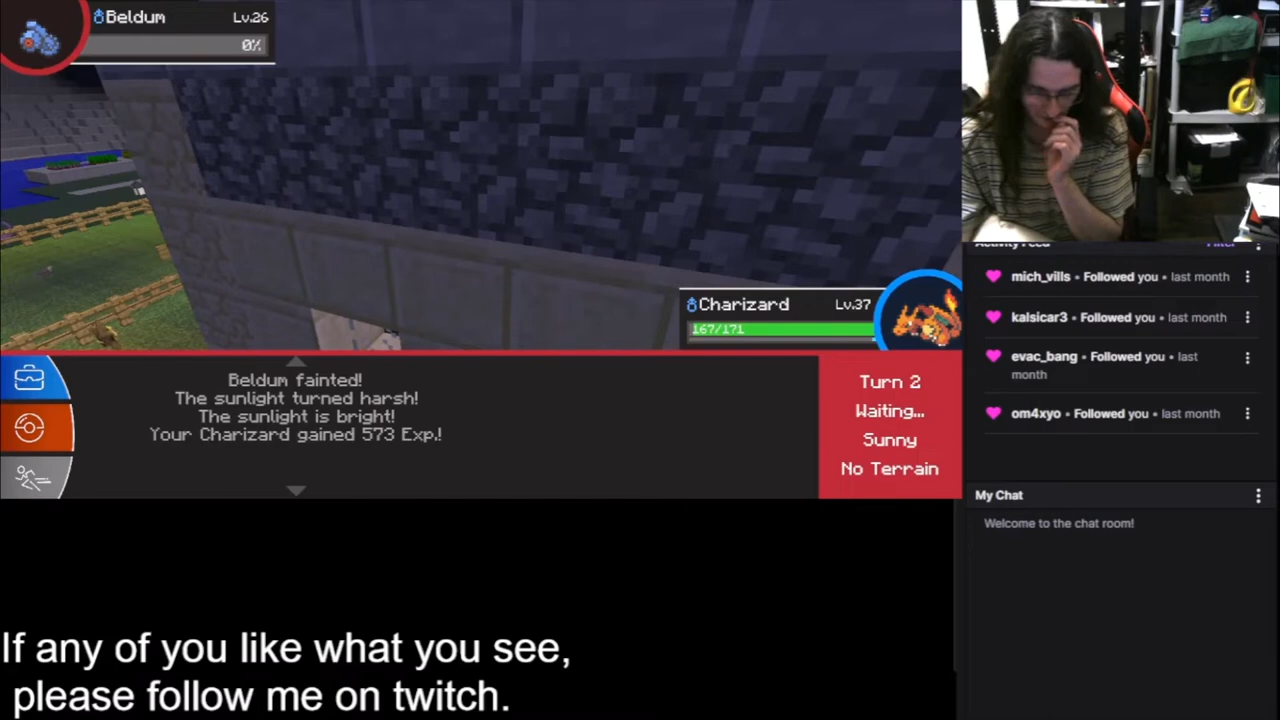 Beldum Lv.26
0%
Charizard Lv.37
167/171
Beldum fainted!
The sunlight turned harsh!
The sunlight is bright!
Your Charizard gained 573 Exp.!
Turn 2
Waiting...
Sunny
No Terrain
Activity Feed Filter
mich_vills • Followed you • last month
kalsicar3 • Followed you • last month
evac_bang • Followed you • last
month
om4xyo • Followed you • last month
My Chat
Welcome to the chat room!
If any of you like what you see,
please follow me on twitch.